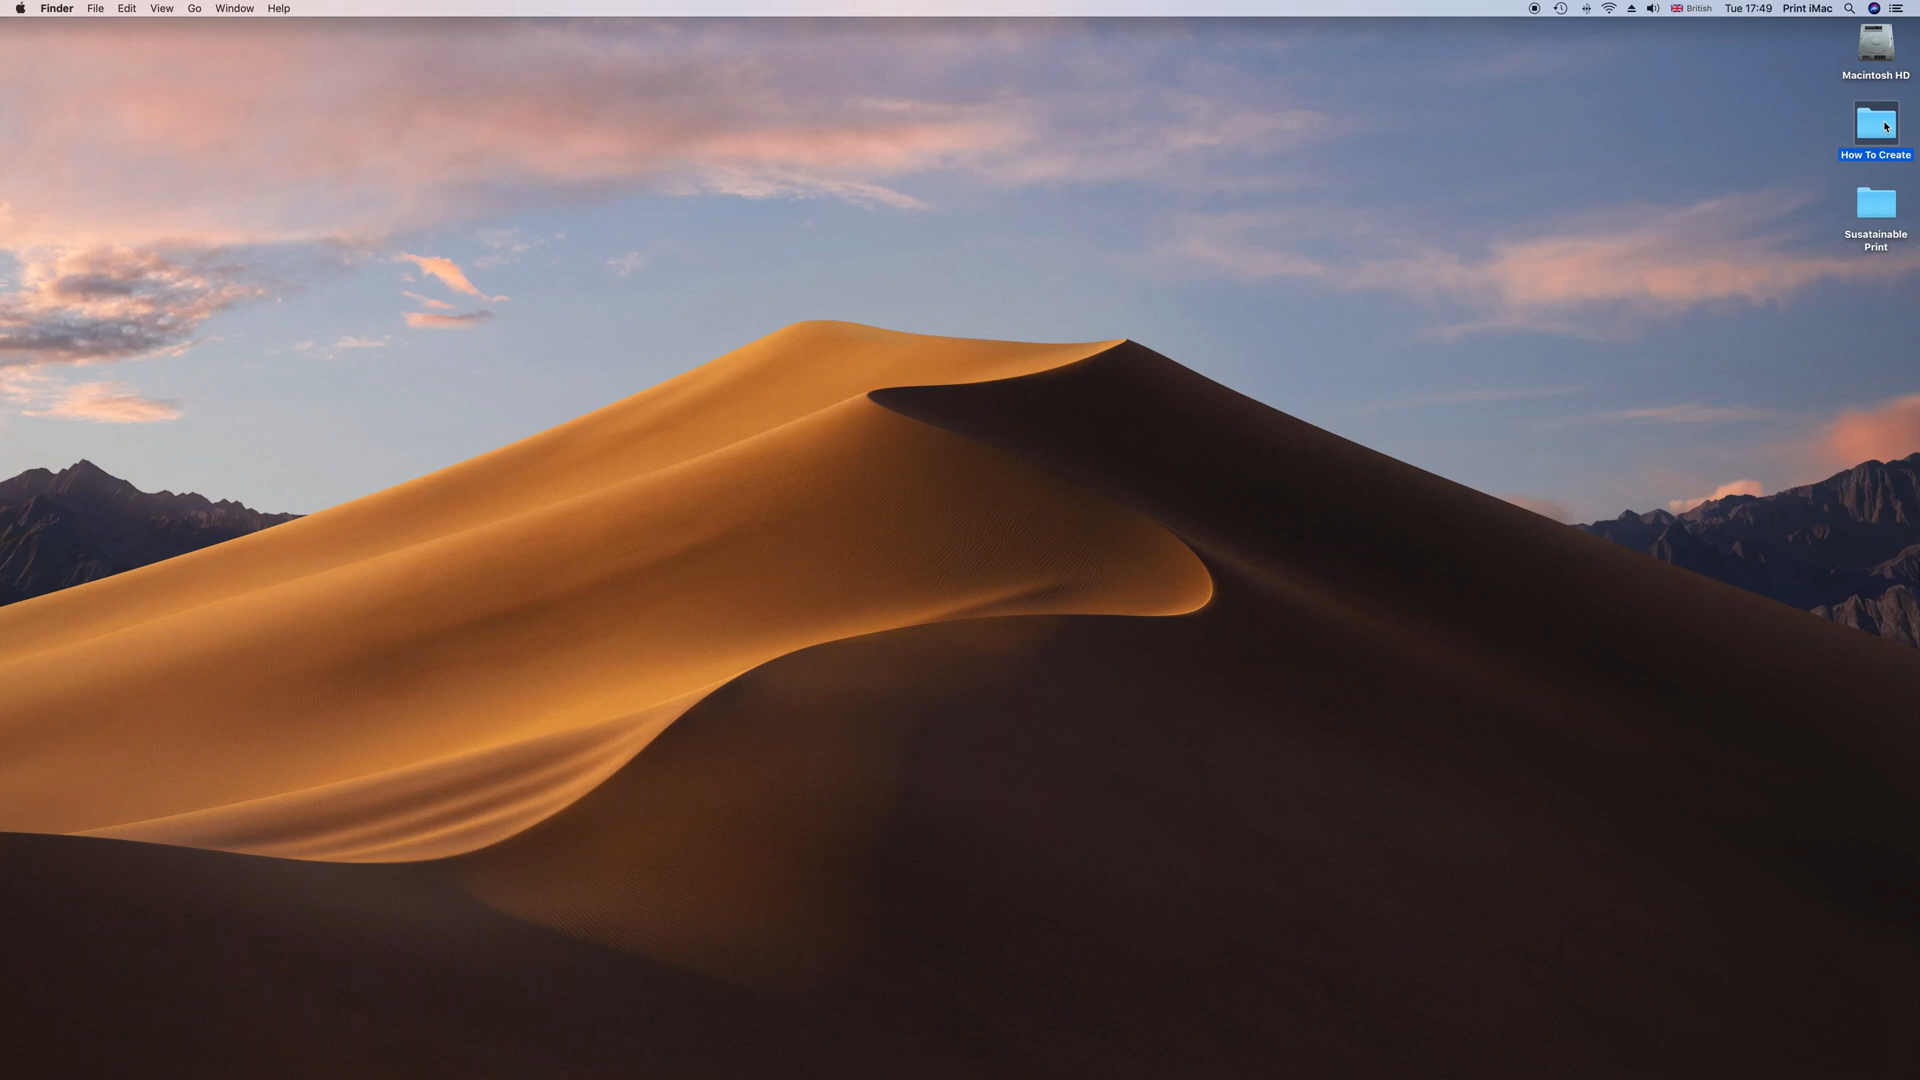 Finder File Edit View Go Window Help British Tue 17:49 Print iMac
Macintosh HD
How To Create
Susatainable
Print